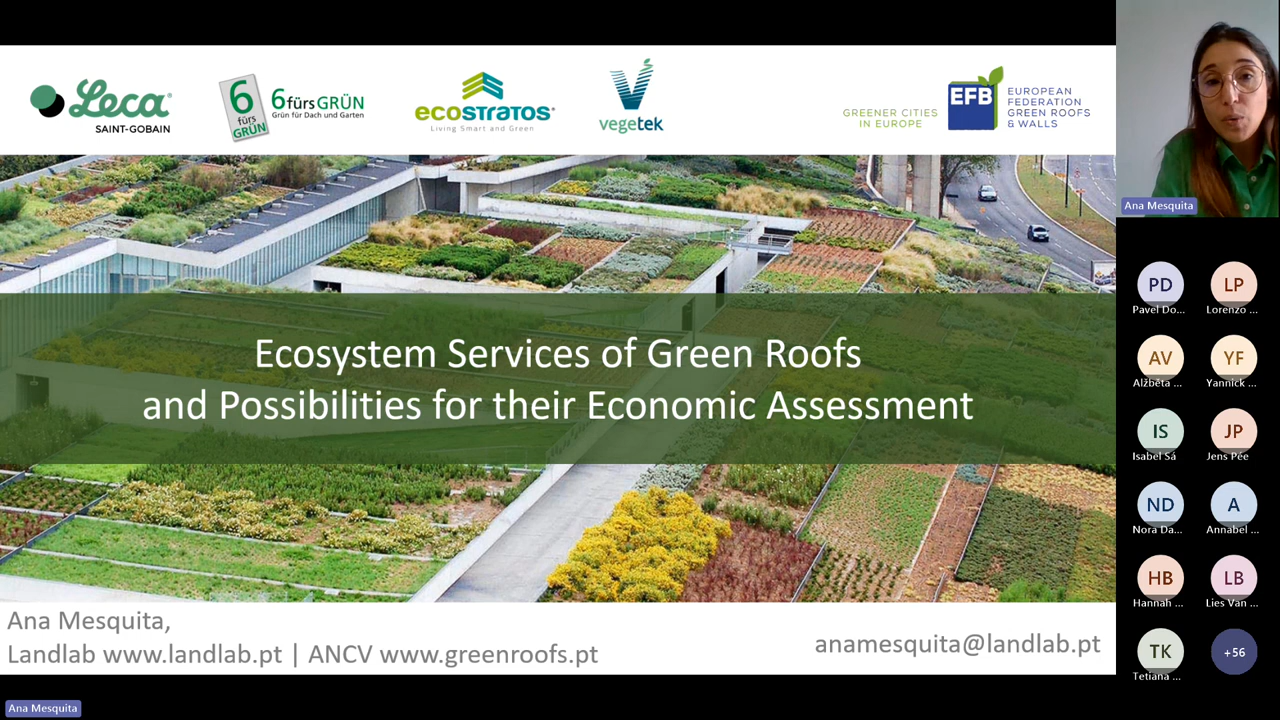 Leca®
SAINT-GOBAIN
6
fürs
GRÜN
6fürsGRÜN
Grün für Dach und Garten
ecostratos®
Living Smart and Green
vegetek
GREENER CITIES
IN EUROPE
EFB
EUROPEAN
FEDERATION
GREEN ROOFS
& WALLS
Ecosystem Services of Green Roofs
and Possibilities for their Economic Assessment
Ana Mesquita,
Landlab www.landlab.pt | ANCV www.greenroofs.pt
anamesquita@landlab.pt
Ana Mesquita
PD
Pavel Do...
LP
Lorenzo ...
AV
Alžběta ...
YF
Yannick ...
IS
Isabel Sá
JP
Jens Pée
ND
Nora Da...
A
Annabel ...
HB
Hannah ...
LB
Lies Van ...
TK
Tetiana ...
+56
Ana Mesquita